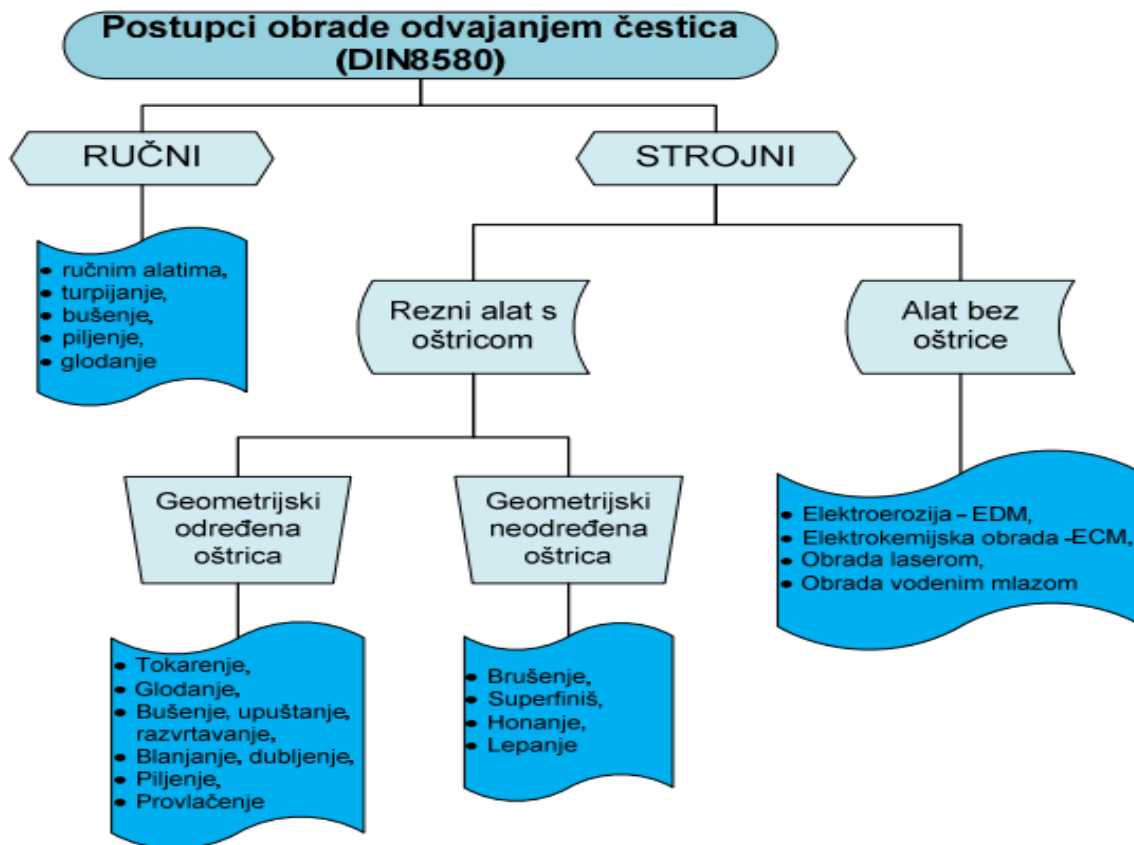 Postupci obrade odvajanjem čestica
(DIN8580)
RUČNI
STROJNI
• ručnim alatima,
• turpijanje,
• bušenje,
• piljenje,
• glodanje
Rezni alat s
oštricom
Alat bez
oštrice
Geometrijski
određena
oštrica
Geometrijski
neodređena
oštrica
• Elektroerozija – EDM,
• Elektrokemijska obrada –ECM,
• Obrada laserom,
• Obrada vodenim mlazom
• Tokarenje,
• Glodanje,
• Bušenje, upuštanje,
razvrtavanje,
• Blanjanje, dubljenje,
• Piljenje,
• Provlačenje
• Brušenje,
• Superfiniš,
• Honanje,
• Lepanje